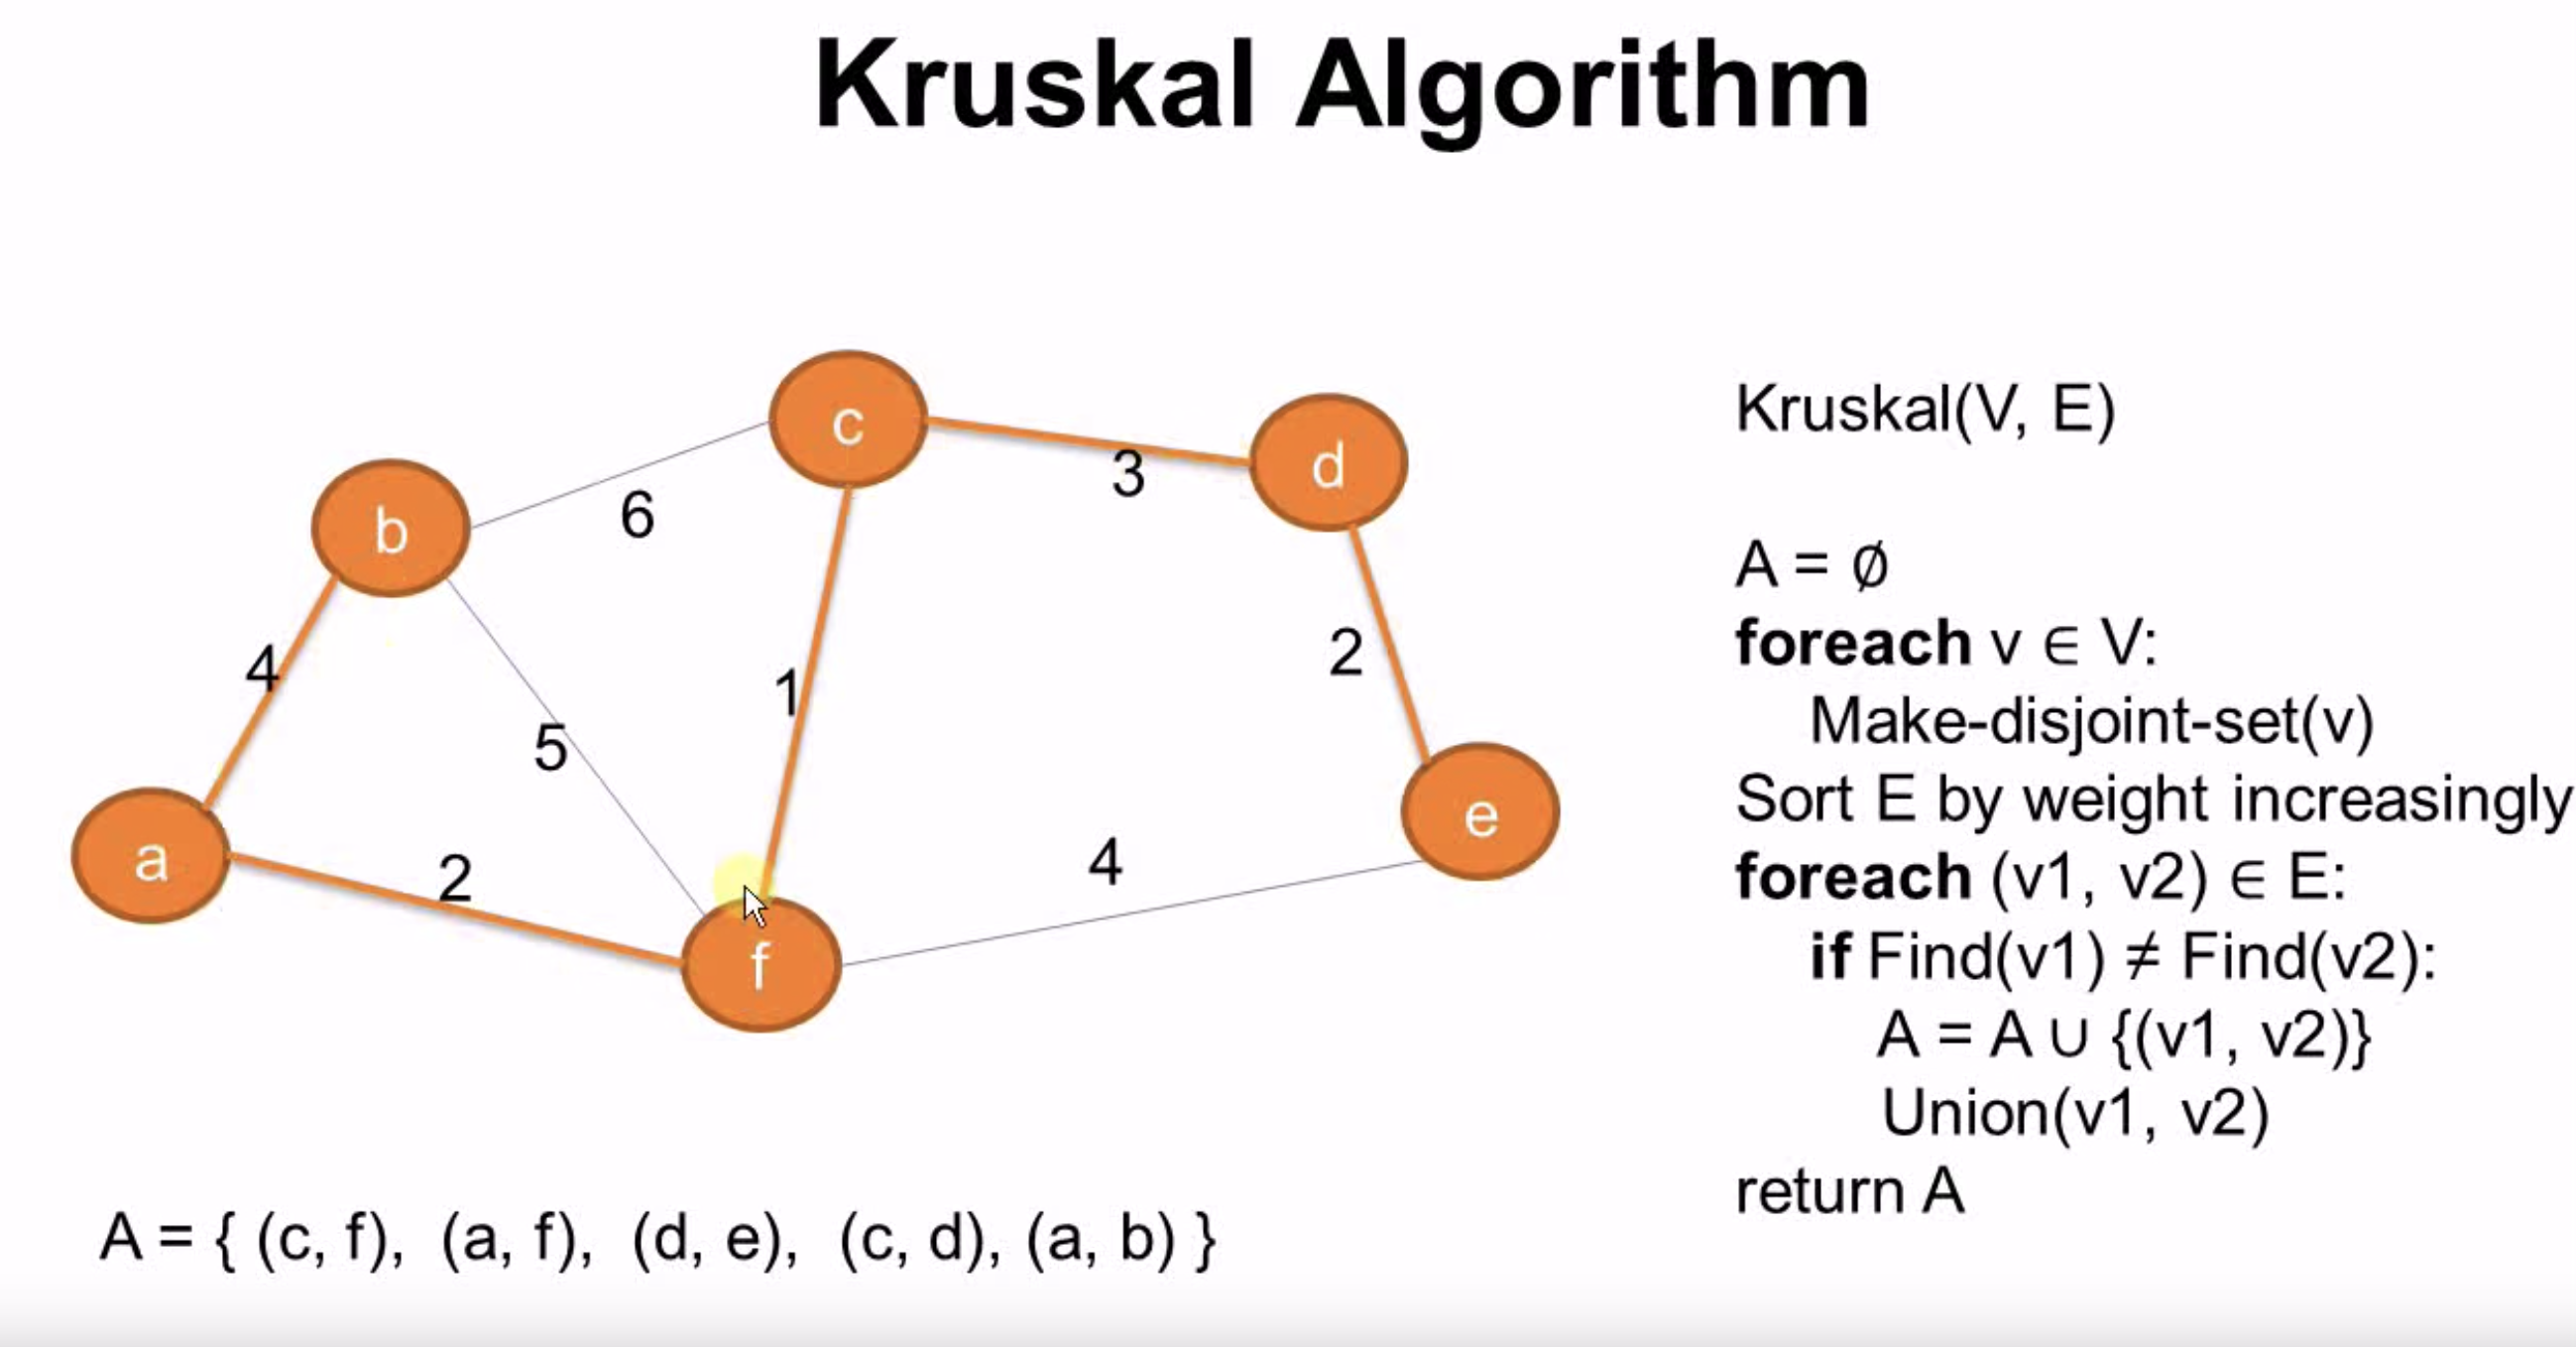 Kruskal Algorithm
c
d
b
6
3
4
1
2
5
a
2
4
e
f
A = { (c, f), (a, f), (d, e), (c, d), (a, b) }
Kruskal(V, E)
A = ∅
foreach v ∈ V:
Make-disjoint-set(v)
Sort E by weight increasingly
foreach (v1, v2) ∈ E:
if Find(v1) ≠ Find(v2):
A = A ∪ {(v1, v2)}
Union(v1, v2)
return A